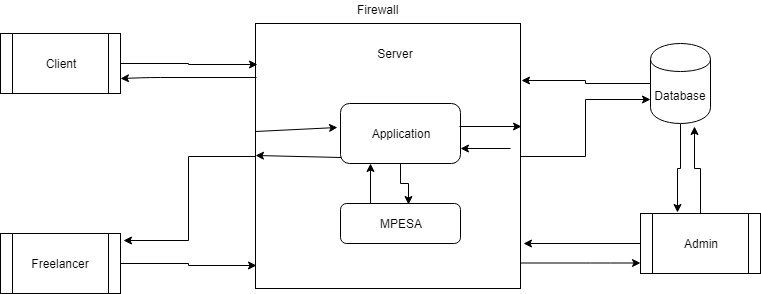 Firewall
Client
Server
Database
Application
MPESA
Admin
Freelancer